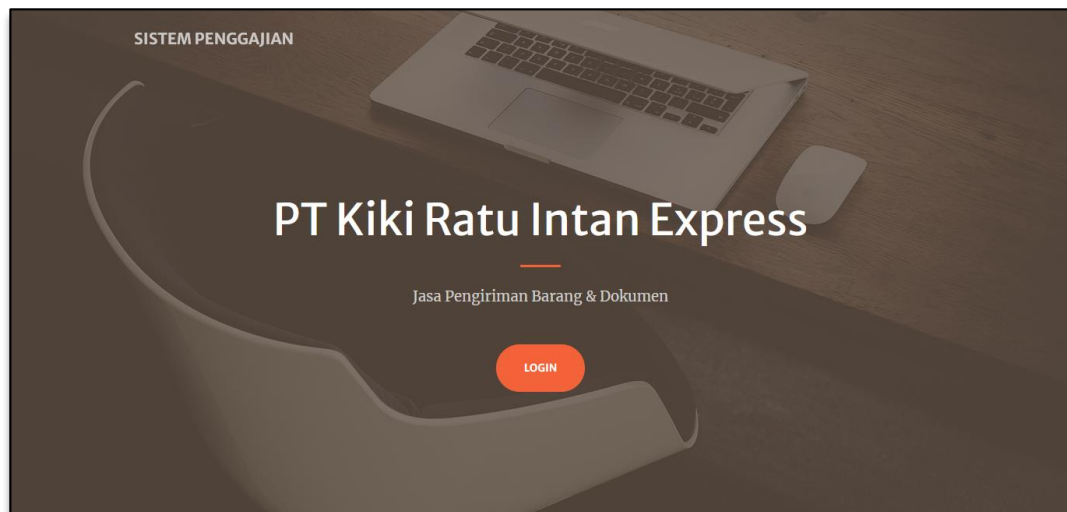 SISTEM PENGGAJIAN
PT Kiki Ratu Intan Express
Jasa Pengiriman Barang & Dokumen
LOGIN